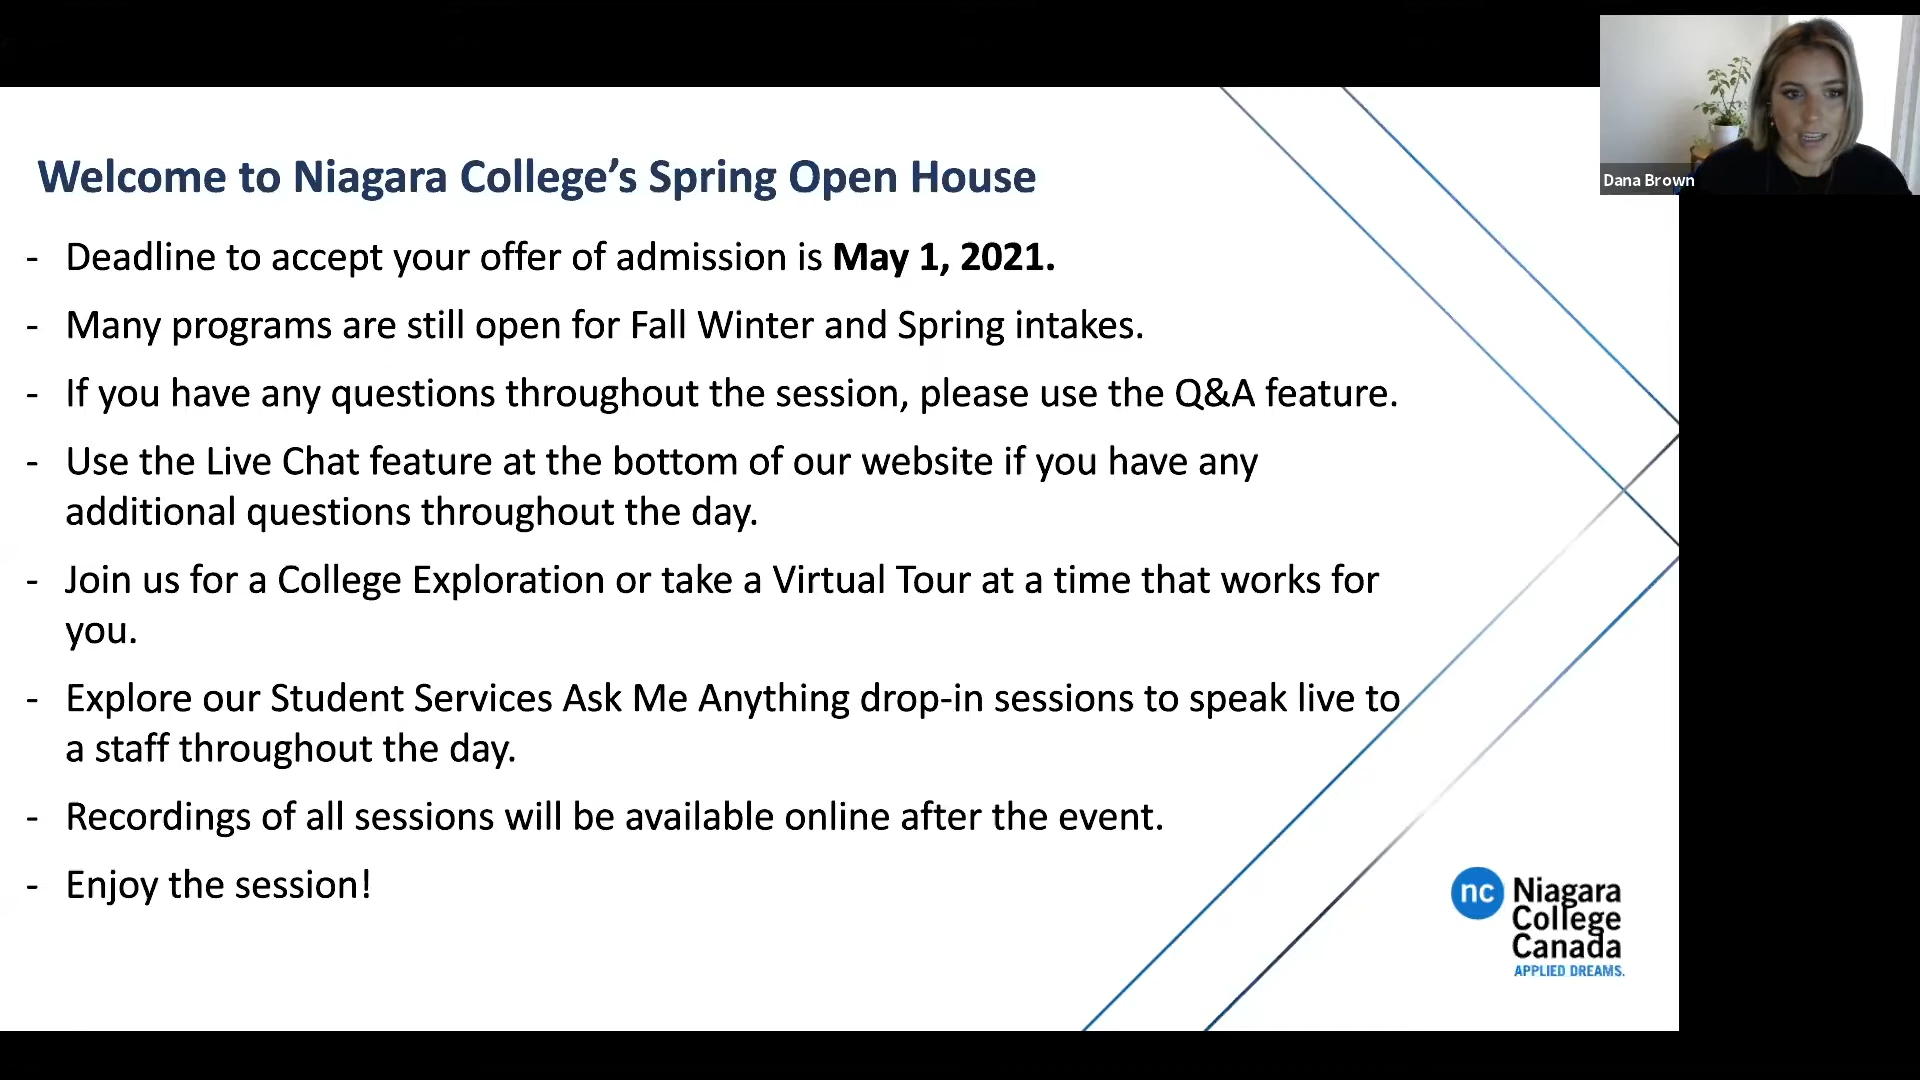 Dana Brown
Welcome to Niagara College’s Spring Open House
- Deadline to accept your offer of admission is May 1, 2021.
- Many programs are still open for Fall Winter and Spring intakes.
- If you have any questions throughout the session, please use the Q&A feature.
- Use the Live Chat feature at the bottom of our website if you have any
additional questions throughout the day.
- Join us for a College Exploration or take a Virtual Tour at a time that works for
you.
- Explore our Student Services Ask Me Anything drop-in sessions to speak live to
a staff throughout the day.
- Recordings of all sessions will be available online after the event.
- Enjoy the session!
nc Niagara
College
Canada
APPLIED DREAMS.